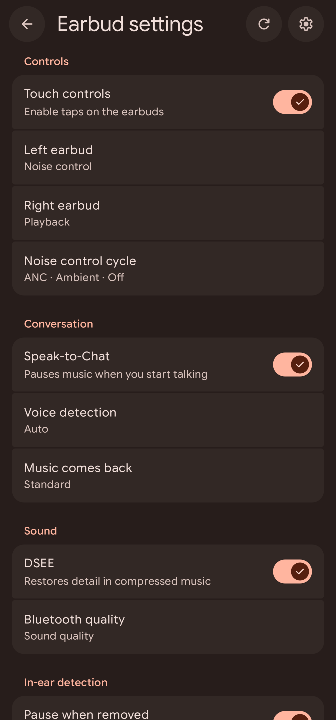 Earbud settings
Controls
Touch controls
Enable taps on the earbuds
Left earbud
Noise control
Right earbud
Playback
Noise control cycle
ANC · Ambient · Off
Conversation
Speak-to-Chat
Pauses music when you start talking
Voice detection
Auto
Music comes back
Standard
Sound
DSEE
Restores detail in compressed music
Bluetooth quality
Sound quality
In-ear detection
Pause when removed